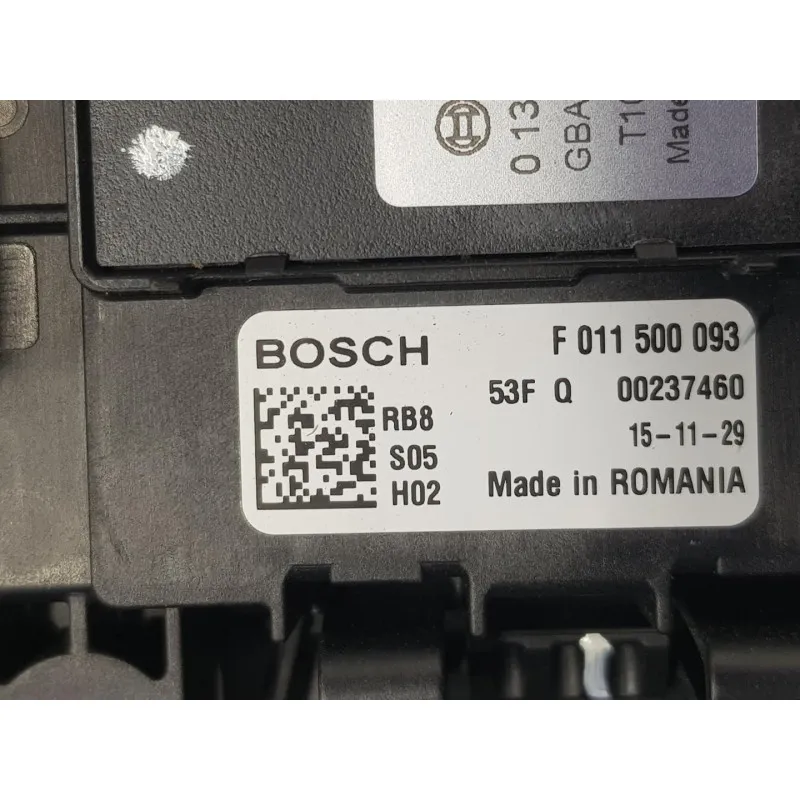 0 13
GBA
T10
Made
BOSCH
F 011 500 093
53F Q 00237460
RB8
15-11-29
S05
H02
Made in ROMANIA